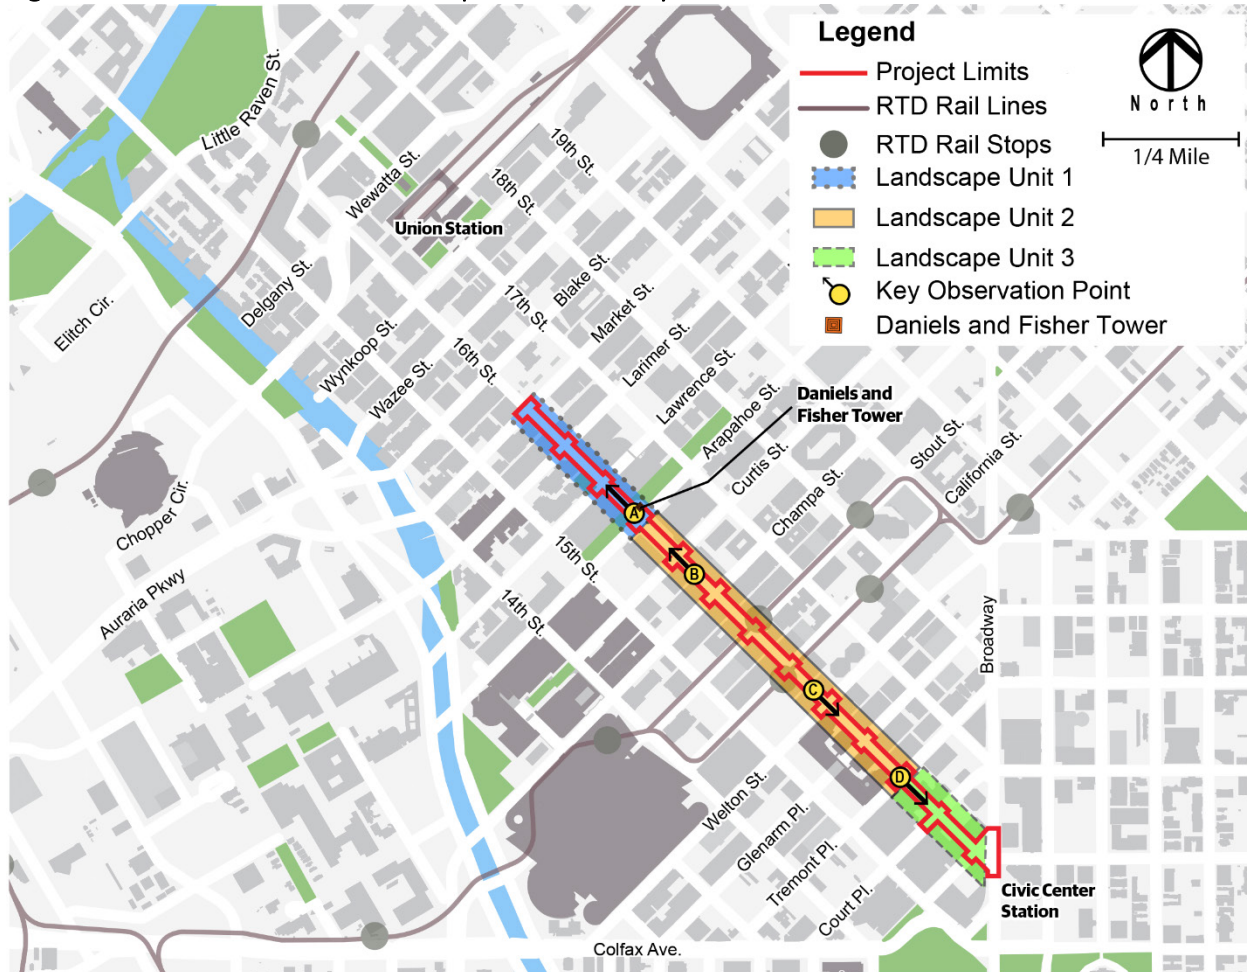 Legend
Project Limits
RTD Rail Lines
RTD Rail Stops
Landscape Unit 1
Landscape Unit 2
Landscape Unit 3
Key Observation Point
Daniels and Fisher Tower
North
1/4 Mile
Little Raven St.
Wewatta St.
19th St.
18th St.
Union Station
Delgany St.
Elitch Cir.
Blake St.
17th St.
Market St.
Wynkoop St.
16th St.
Larimer St.
Wazee St.
Lawrence St.
Daniels and
Fisher Tower
Arapahoe St.
Curtis St.
Stout St.
California St.
Champa St.
Chopper Cir.
A
15th St.
B
Auraria Pkwy
14th St.
Broadway
C
D
Welton St.
Glenarm Pl.
Tremont Pl.
Court Pl.
Civic Center
Station
Colfax Ave.